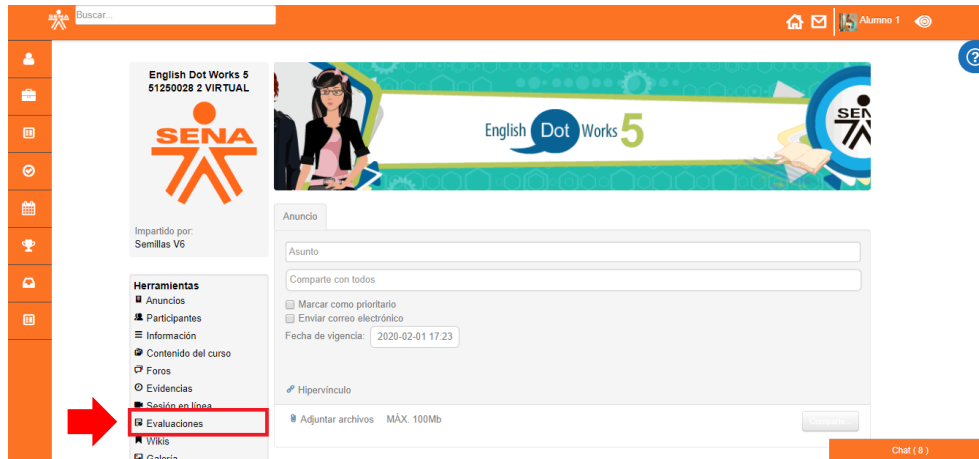 Buscar...
Alumno 1
English Dot Works 5
51250028 2 VIRTUAL
SENA
Impartido por:
Semillas V6
Herramientas
Anuncios
Participantes
Información
Contenido del curso
Foros
Evidencias
Sesión en línea
Evaluaciones
Wikis
Galería
English Dot Works 5
SEN
Anuncio
Asunto
Comparte con todos
Marcar como prioritario
Enviar correo electrónico
Fecha de vigencia: 2020-02-01 17:23
Hipervínculo
Adjuntar archivos MÁX. 100Mb
Chat ( 8 )